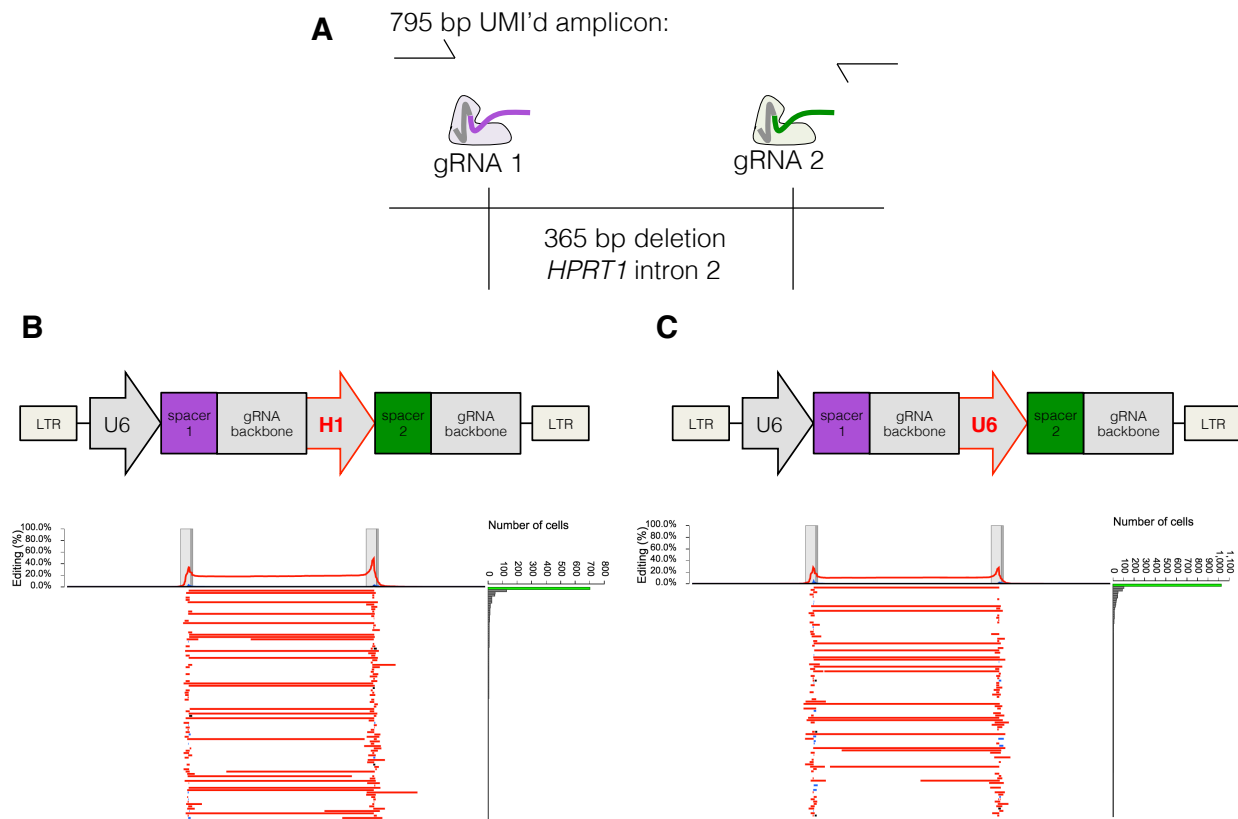 A
795 bp UMI'd amplicon:
gRNA 1
gRNA 2
365 bp deletion
HPRT1 intron 2
B
LTR
U6
spacer
1
gRNA
backbone
H1
spacer
2
gRNA
backbone
LTR
Editing (%)
100.0%
80.0%
60.0%
40.0%
20.0%
0.0%
Number of cells
0
100
200
300
400
500
600
700
800
C
LTR
U6
spacer
1
gRNA
backbone
U6
spacer
2
gRNA
backbone
LTR
Editing (%)
100.0%
80.0%
60.0%
40.0%
20.0%
0.0%
Number of cells
0
100
200
300
400
500
600
700
800
900
1,000
1,100